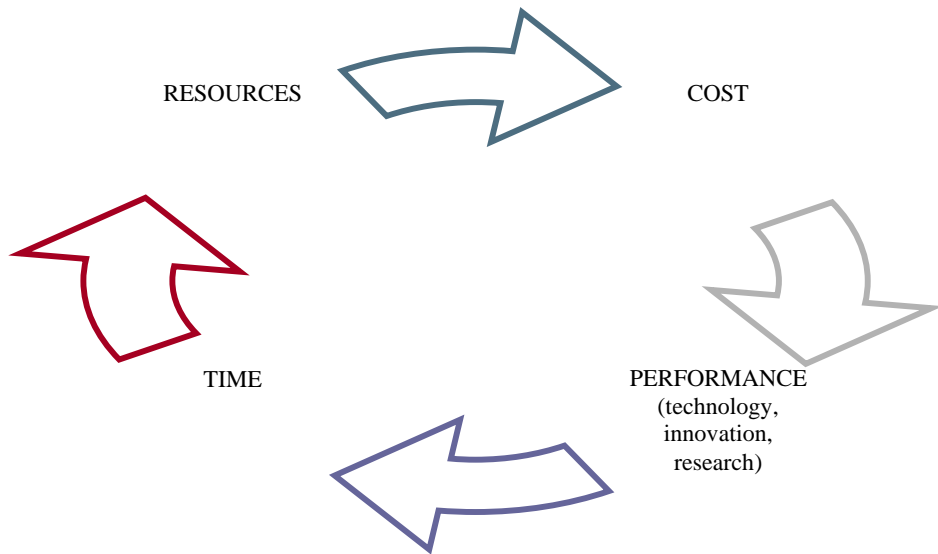 RESOURCES
COST
TIME
PERFORMANCE
(technology,
innovation,
research)